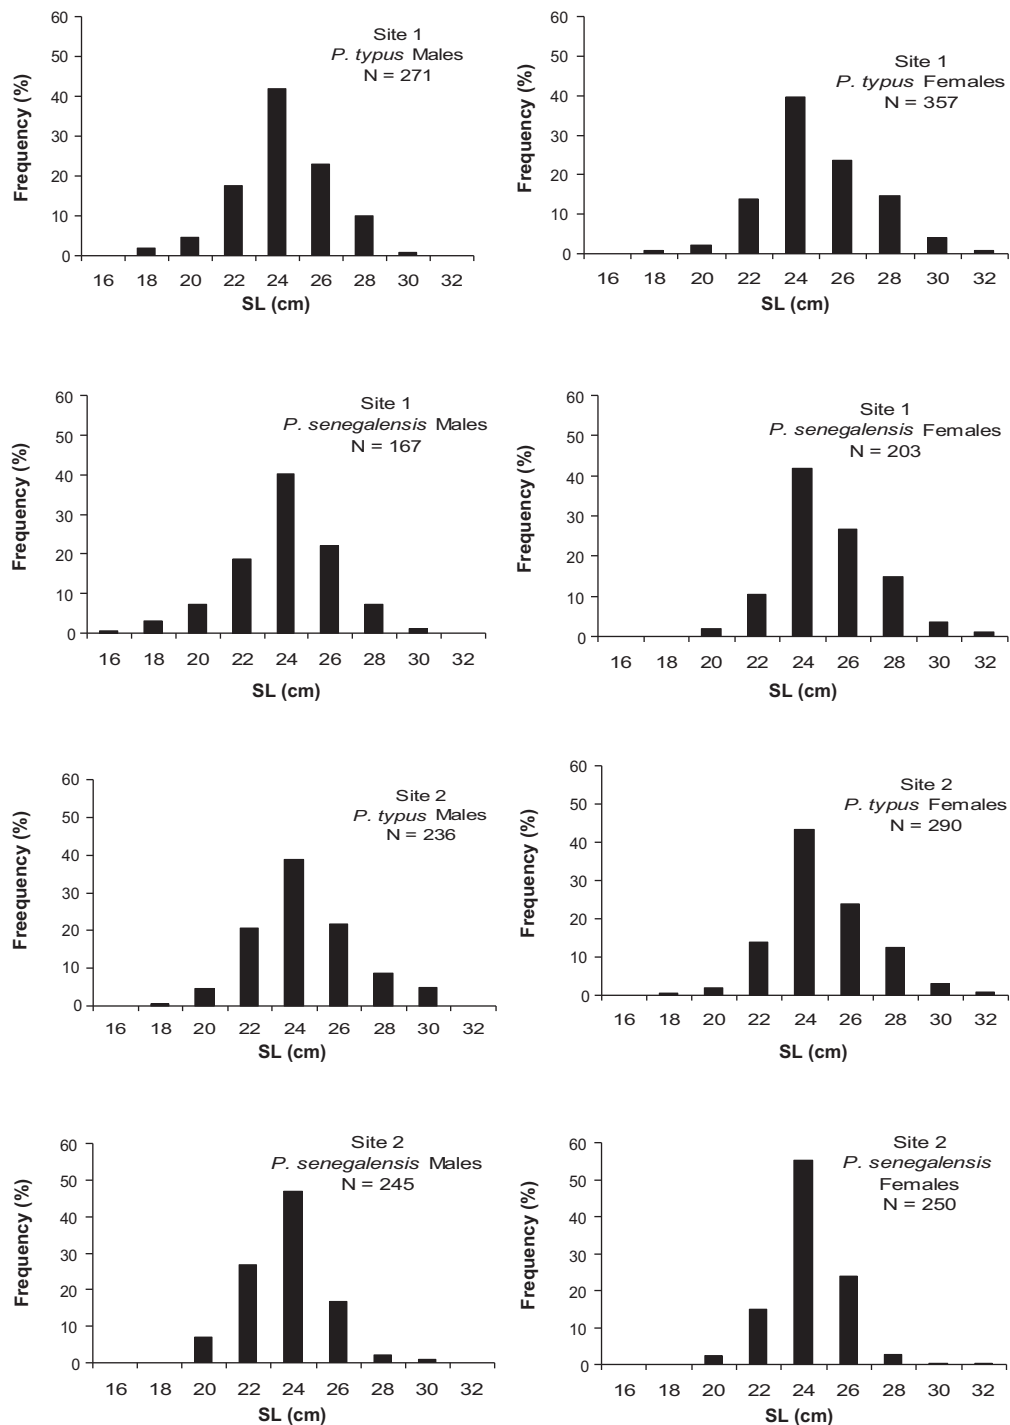 Site 1
P. typus Males
N = 271
Frequency (%)
60
50
40
30
20
10
0
16 18 20 22 24 26 28 30 32
SL (cm)
Site 1
P. typus Females
N = 357
Frequency (%)
60
50
40
30
20
10
0
16 18 20 22 24 26 28 30 32
SL (cm)
Site 1
P. senegalensis Males
N = 167
Frequency (%)
60
50
40
30
20
10
0
16 18 20 22 24 26 28 30 32
SL (cm)
Site 1
P. senegalensis Females
N = 203
Frequency (%)
60
50
40
30
20
10
0
16 18 20 22 24 26 28 30 32
SL (cm)
Site 2
P. typus Males
N = 236
Freequency (%)
60
50
40
30
20
10
0
16 18 20 22 24 26 28 30 32
SL (cm)
Site 2
P. typus Females
N = 290
Frequency (%)
60
50
40
30
20
10
0
16 18 20 22 24 26 28 30 32
SL (cm)
Site 2
P. senegalensis Males
N = 245
Frequency (%)
60
50
40
30
20
10
0
16 18 20 22 24 26 28 30 32
SL (cm)
Site 2
P. senegalensis
Females
N = 250
Frequency (%)
60
50
40
30
20
10
0
16 18 20 22 24 26 28 30 32
SL (cm)